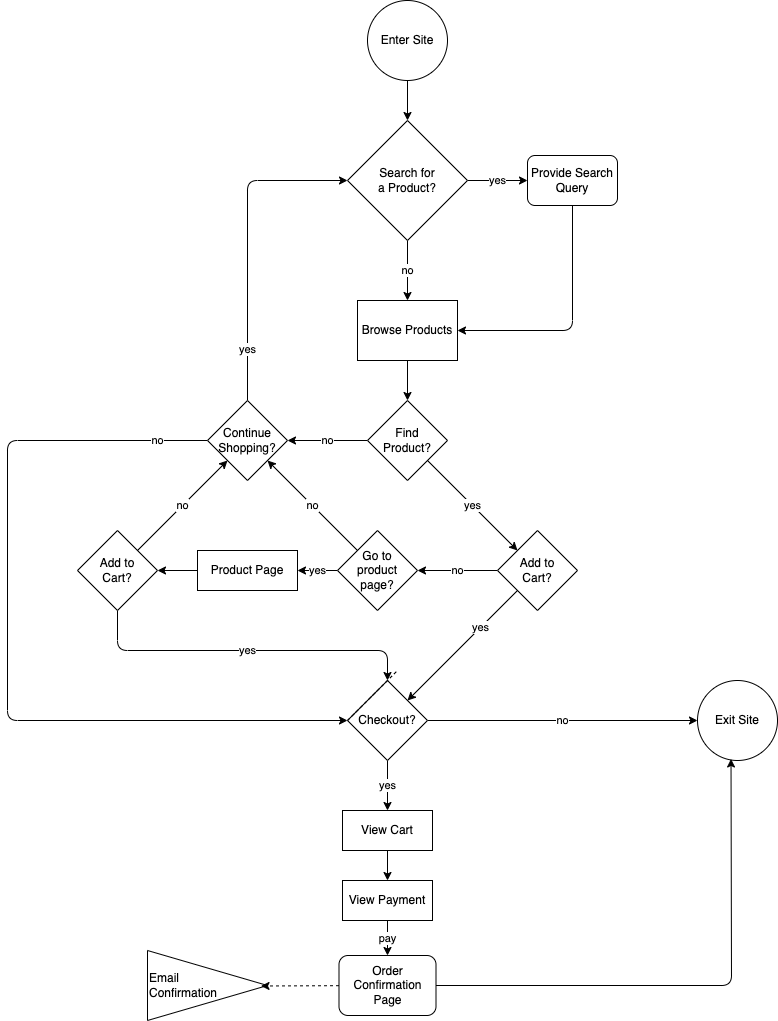 Enter Site
Search for
a Product?
yes
Provide Search
Query
no
Browse Products
yes
Continue
Shopping?
no
no
Find
Product?
no
no
yes
Add to
Cart?
Product Page
yes
Go to
product
page?
no
Add to
Cart?
yes
yes
Checkout?
no
Exit Site
yes
View Cart
View Payment
pay
Order
Confirmation
Page
Email
Confirmation